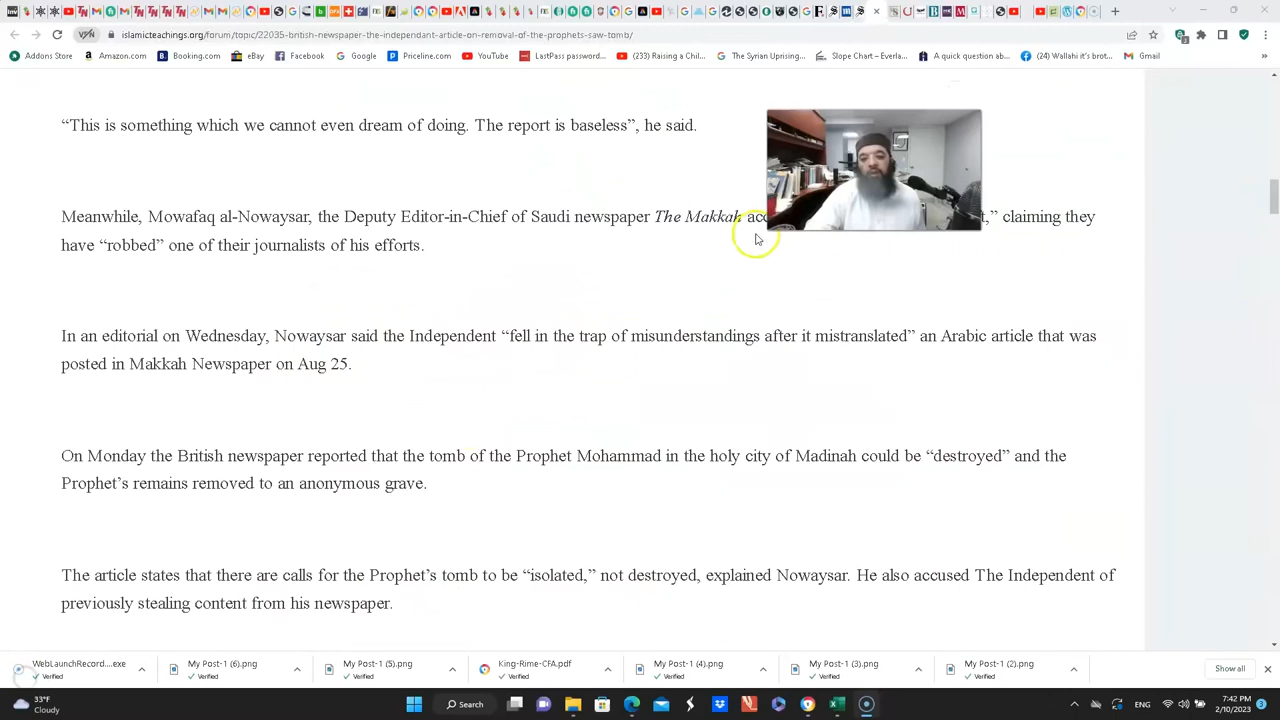 islamicteachings.org/forum/topic/22035-british-newspaper-the-independant-article-on-removal-of-the-prophets-saw-tomb/
Addons Store Amazon.com Booking.com eBay Facebook Google Priceline.com YouTube LastPass password... (233) Raising a Chil... The Syrian Uprising... Slope Chart – Everla... A quick question ab... (24) Wallahi it's brot... Gmail
“This is something which we cannot even dream of doing. The report is baseless”, he said.
Meanwhile, Mowafaq al-Nowaysar, the Deputy Editor-in-Chief of Saudi newspaper The Makkah claiming they
have “robbed” one of their journalists of his efforts.
In an editorial on Wednesday, Nowaysar said the Independent “fell in the trap of misunderstandings after it mistranslated” an Arabic article that was
posted in Makkah Newspaper on Aug 25.
On Monday the British newspaper reported that the tomb of the Prophet Mohammad in the holy city of Madinah could be “destroyed” and the
Prophet’s remains removed to an anonymous grave.
The article states that there are calls for the Prophet’s tomb to be “isolated,” not destroyed, explained Nowaysar. He also accused The Independent of
previously stealing content from his newspaper.
WebLaunchRecord....exe My Post-1 (6).png My Post-1 (5).png King-Rime-CFA.pdf My Post-1 (4).png My Post-1 (3).png My Post-1 (2).png Show all
Verified Verified Verified Verified Verified Verified Verified
33°F
Cloudy
Search
ENG
7:42 PM
2/10/2023